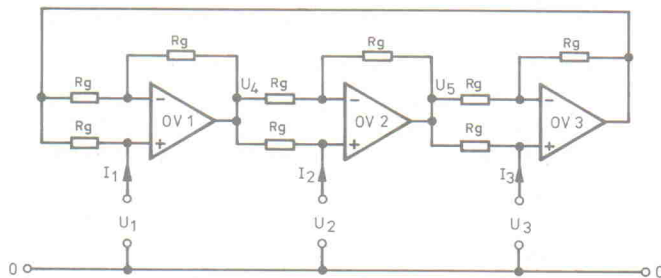 Rg Rg Rg
Rg U4 Rg U5 Rg
Rg OV 1 Rg OV 2 Rg OV 3
− − −
+ + +
I1 I2 I3
U1 U2 U3
0 0